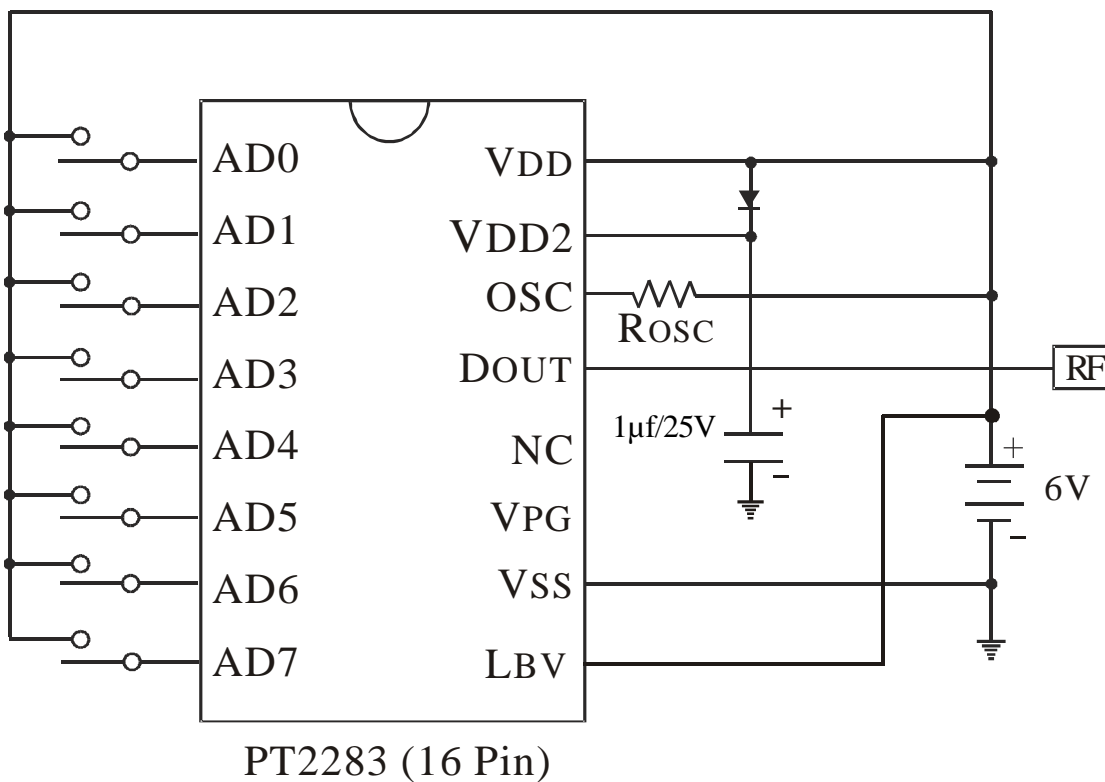 AD0
AD1
AD2
AD3
AD4
AD5
AD6
AD7
VDD
VDD2
OSC
ROSC
DOUT
RF
1µf/25V
+
-
NC
VPG
VSS
LBV
+
6V
-
PT2283 (16 Pin)